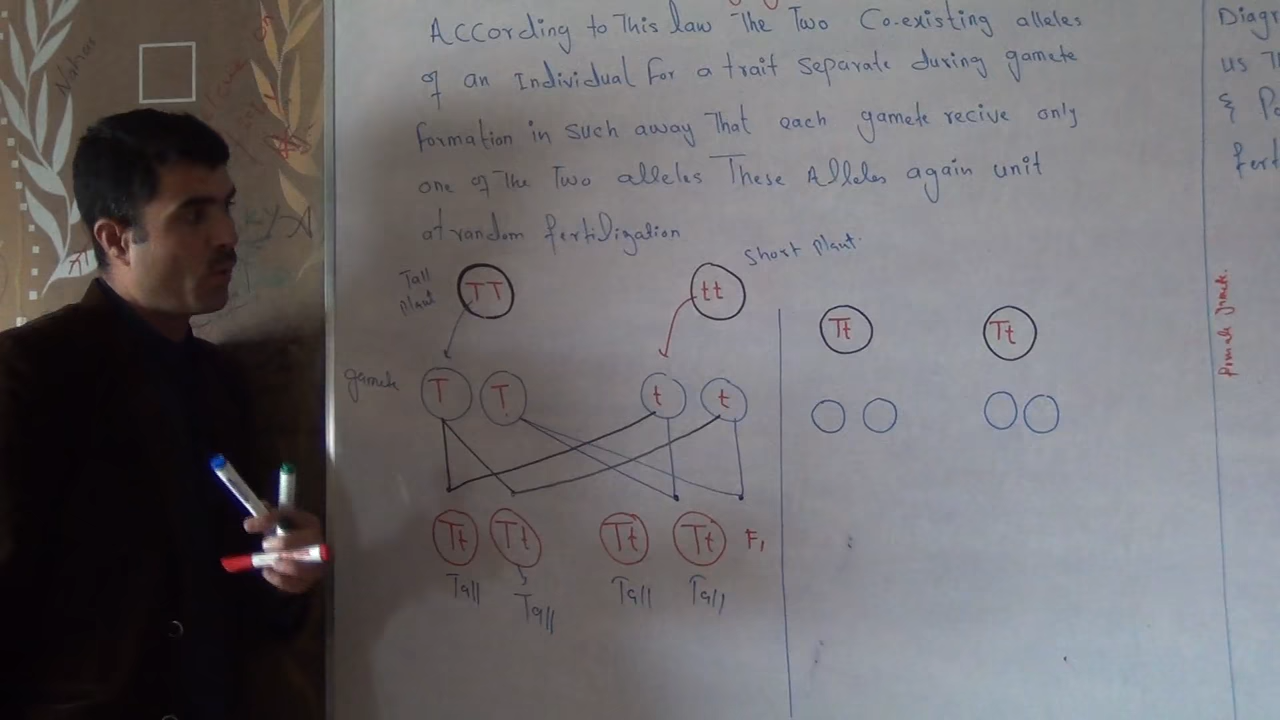 ACCording to This law The Two Co-existing alleles
of an Individual For a trait separate during gamete
formation in such away That each gamete recive only
one of The Two alleles These Alleles again unit
at random fertilization
Short plant
Tall
plant
TT
tt
Tt
Tt
gamete
T
T
t
t
Tt
Tt
Tt
Tt
F1
Tall
Tall
Tall
Tall
Diagr
us Th
& P
fert